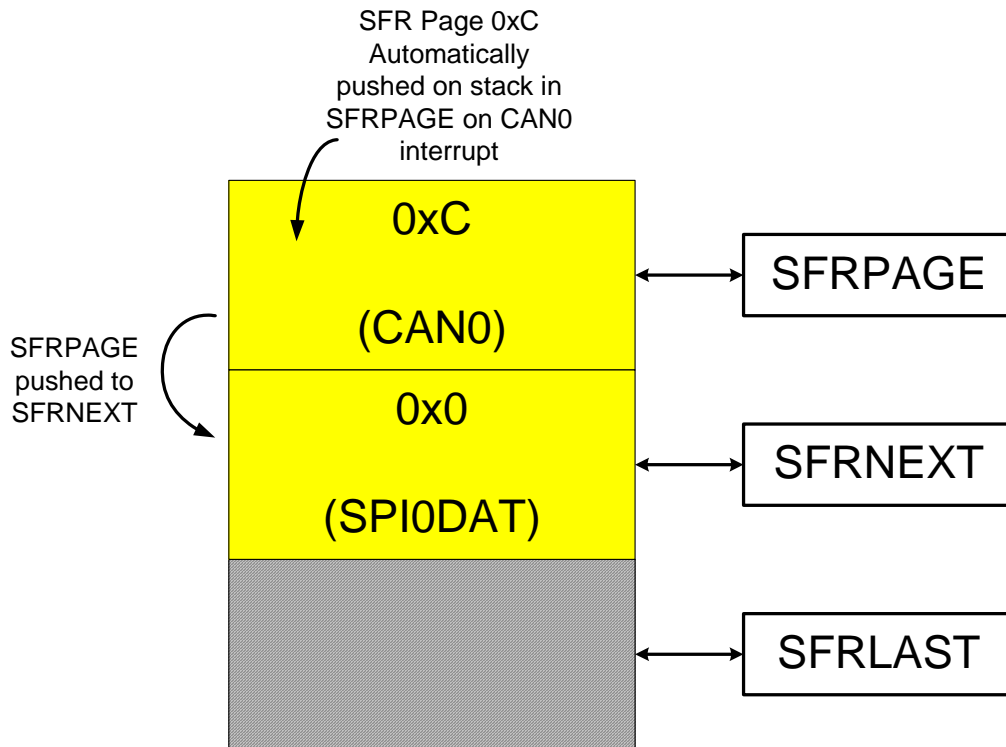 SFR Page 0xC
Automatically
pushed on stack in
SFRPAGE on CAN0
interrupt
0xC
(CAN0)
SFRPAGE
SFRPAGE
pushed to
SFRNEXT
0x0
(SPI0DAT)
SFRNEXT
SFRLAST